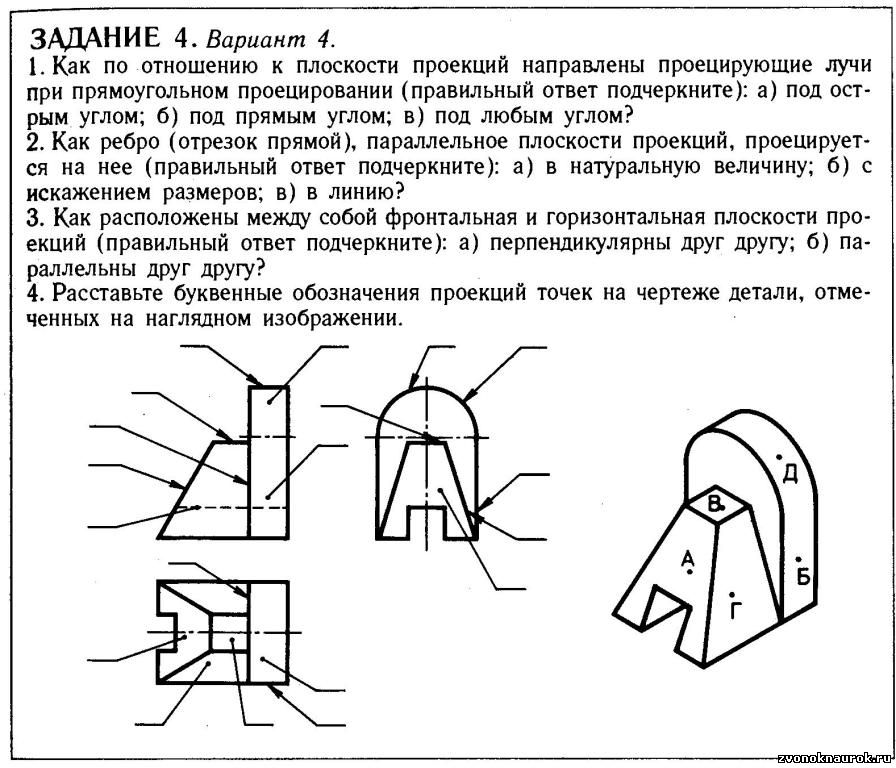 ЗАДАНИЕ 4. Вариант 4.
1. Как по отношению к плоскости проекций направлены проецирующие лучи
при прямоугольном проецировании (правильный ответ подчеркните): а) под ост-
рым углом; б) под прямым углом; в) под любым углом?
2. Как ребро (отрезок прямой), параллельное плоскости проекций, проецирует-
ся на нее (правильный ответ подчеркните): а) в натуральную величину; б) с
искажением размеров; в) в линию?
3. Как расположены между собой фронтальная и горизонтальная плоскости про-
екций (правильный ответ подчеркните): а) перпендикулярны друг другу; б) па-
раллельны друг другу?
4. Расставьте буквенные обозначения проекций точек на чертеже детали, отме-
ченных на наглядном изображении.
Д
В
А
Б
Г
zvonoknaurok.ru